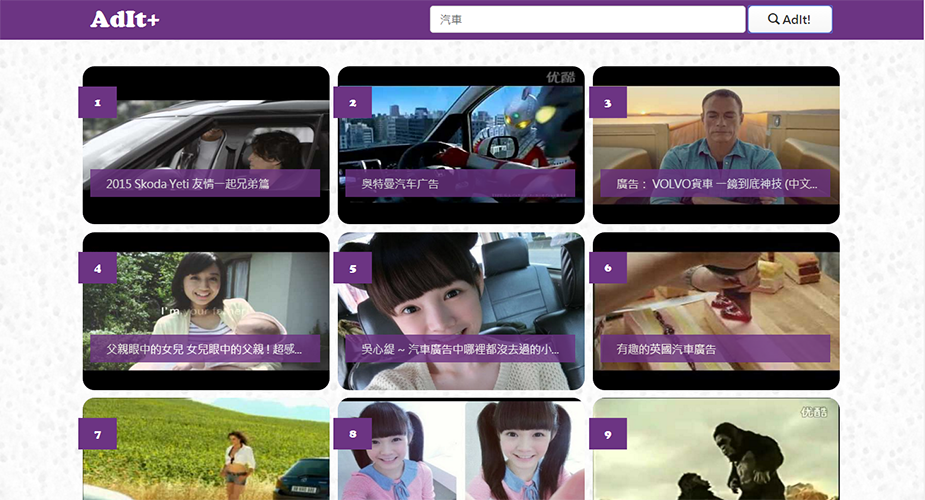 AdIt+
汽車
AdIt!
1
优酷
2
3
2015 Skoda Yeti 友情一起兄弟篇
奧特曼汽车广告
廣告： VOLVO貨車 一鏡到底神技 (中文...
4
5
6
I'm your father
父親眼中的女兒 女兒眼中的父親 ! 超感...
吳心緹 ~ 汽車廣告中哪裡都沒去過的小...
有趣的英國汽車廣告
7
8
9
优酷